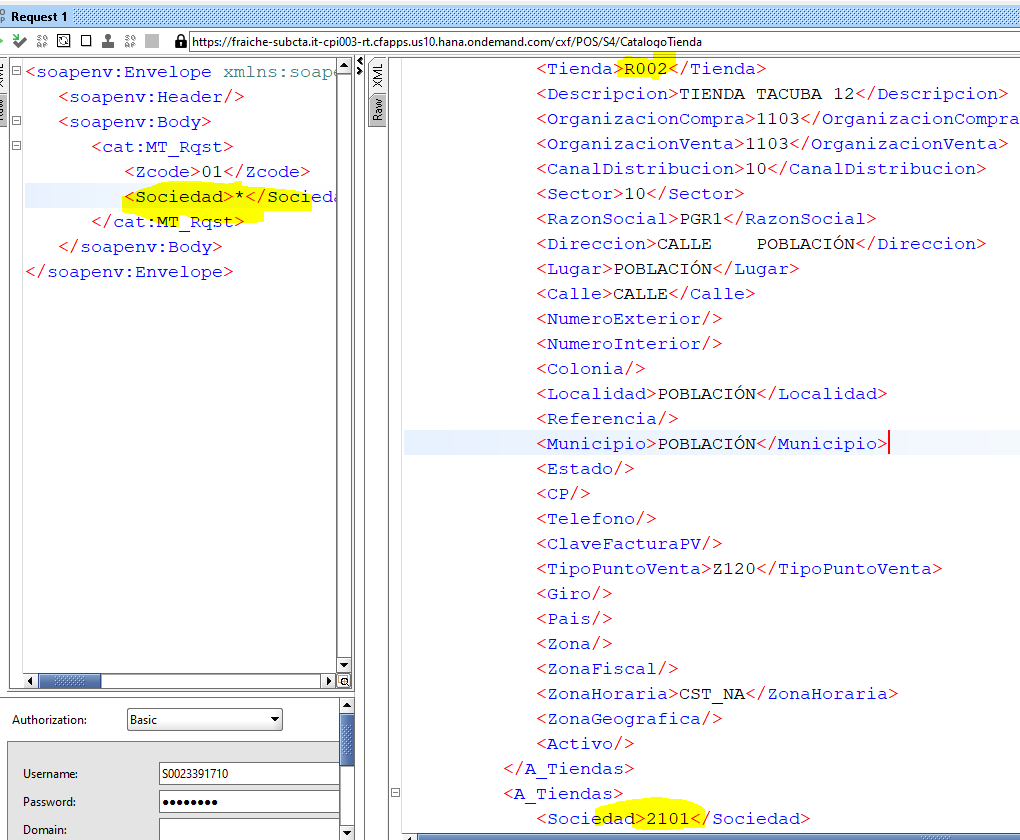 Request 1
https://fraiche-subcta.it-cpi003-rt.cfapps.us10.hana.ondemand.com/cxf/POS/S4/CatalogoTienda
XML
Raw
<soapenv:Envelope xmlns:soape
<soapenv:Header/>
<soapenv:Body>
<cat:MT_Rqst>
<Zcode>01</Zcode>
<Sociedad>*</Socieda
</cat:MT_Rqst>
</soapenv:Body>
</soapenv:Envelope>
Authorization:
Basic
Username:
S0023391710
Password:
••••••••
Domain:
XML
Raw
<Tienda>R002</Tienda>
<Descripcion>TIENDA TACUBA 12</Descripcion>
<OrganizacionCompra>1103</OrganizacionCompra
<OrganizacionVenta>1103</OrganizacionVenta>
<CanalDistribucion>10</CanalDistribucion>
<Sector>10</Sector>
<RazonSocial>PGR1</RazonSocial>
<Direccion>CALLE    POBLACIÓN</Direccion>
<Lugar>POBLACIÓN</Lugar>
<Calle>CALLE</Calle>
<NumeroExterior/>
<NumeroInterior/>
<Colonia/>
<Localidad>POBLACIÓN</Localidad>
<Referencia/>
<Municipio>POBLACIÓN</Municipio>
<Estado/>
<CP/>
<Telefono/>
<ClaveFacturaPV/>
<TipoPuntoVenta>Z120</TipoPuntoVenta>
<Giro/>
<Pais/>
<Zona/>
<ZonaFiscal/>
<ZonaHoraria>CST_NA</ZonaHoraria>
<ZonaGeografica/>
<Activo/>
</A_Tiendas>
<A_Tiendas>
<Sociedad>2101</Sociedad>